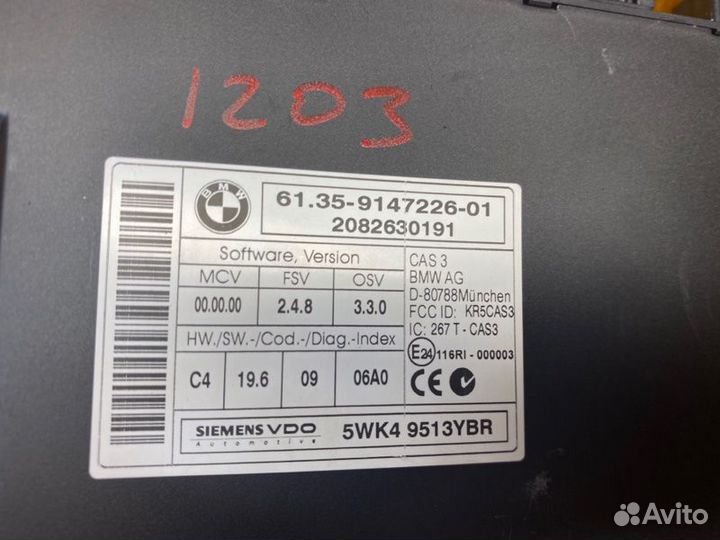 1203
BMW
61.35-9147226-01
2082630191
Software, Version
MCV FSV OSV
00.00.00 2.4.8 3.3.0
HW./SW.-/Cod.-/Diag.-Index
C4 19.6 09 06A0
CAS 3
BMW AG
D-80788München
FCC ID: KR5CAS3
IC: 267 T - CAS3
E24 116RI - 000003
CE
SIEMENS VDO
Automotive
5WK4 9513YBR
Avito